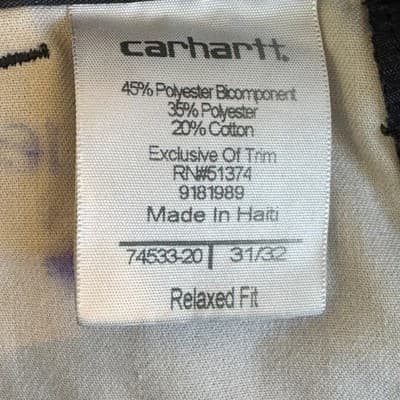 carhartt.
45% Polyester Bicomponent
35% Polyester
20% Cotton
Exclusive Of Trim
RN#51374
9181989
Made In Haiti
74533-20 31/32
Relaxed Fit